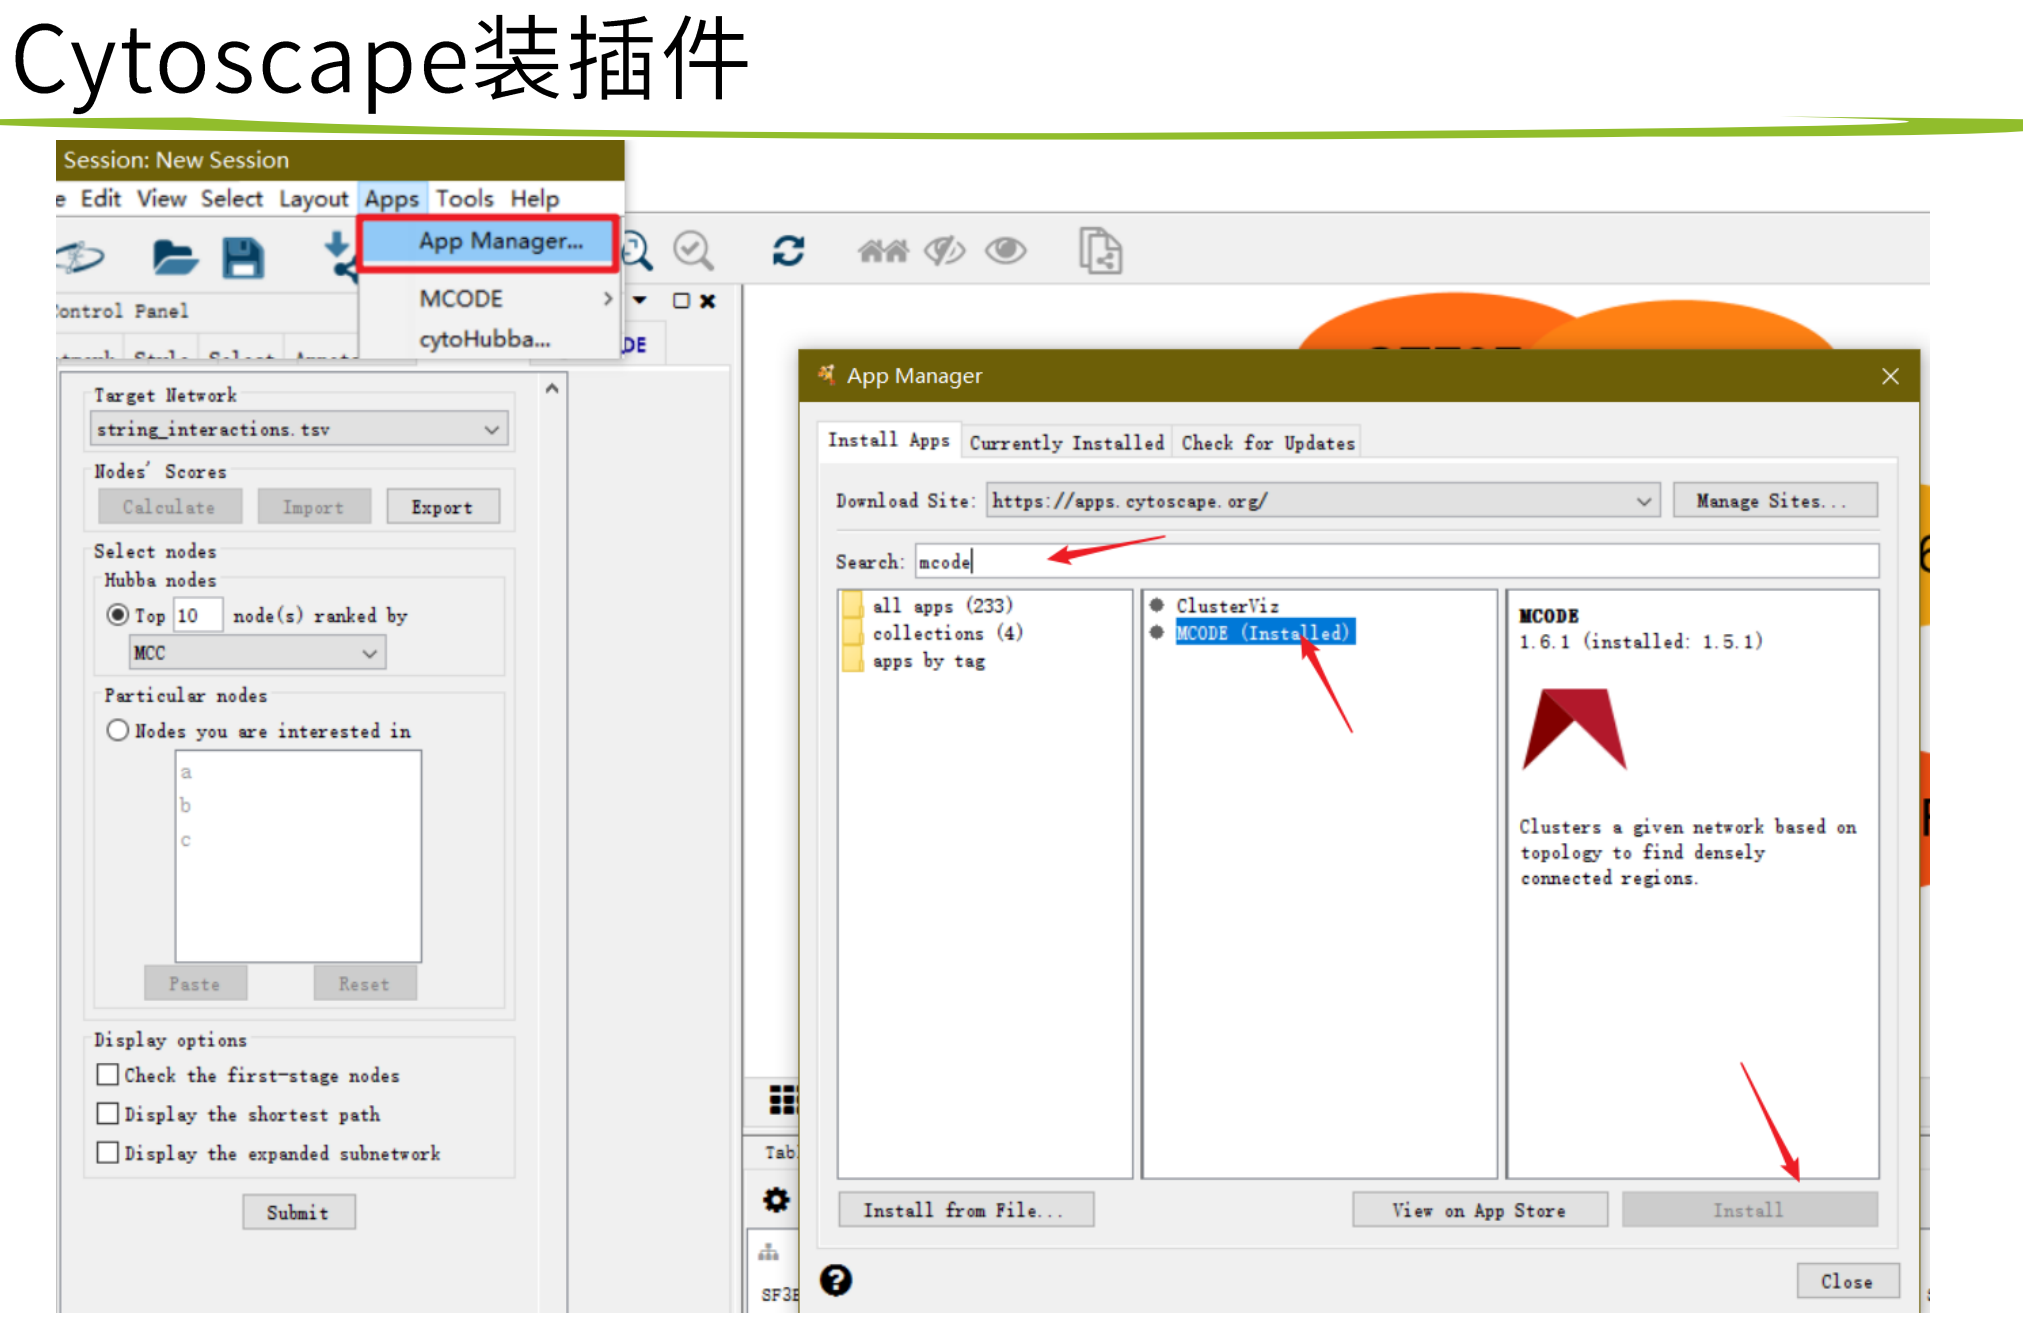 Cytoscape装插件
Session: New Session
e Edit View Select Layout Apps Tools Help
App Manager...
MCODE
cytoHubba...
Control Panel
Style Select
DE
Target Network
string_interactions.tsv
Nodes' Scores
Calculate Import Export
Select nodes
Hubba nodes
Top 10 node(s) ranked by
MCC
Particular nodes
Nodes you are interested in
a
b
c
Paste Reset
Display options
Check the first-stage nodes
Display the shortest path
Display the expanded subnetwork
Submit
App Manager
Install Apps Currently Installed Check for Updates
Download Site: https://apps.cytoscape.org/ Manage Sites...
Search: mcode
all apps (233)
collections (4)
apps by tag
ClusterViz
MCODE (Installed)
MCODE
1.6.1 (installed: 1.5.1)
Clusters a given network based on
topology to find densely
connected regions.
Install from File... View on App Store Install
Close
Tab
SF3B